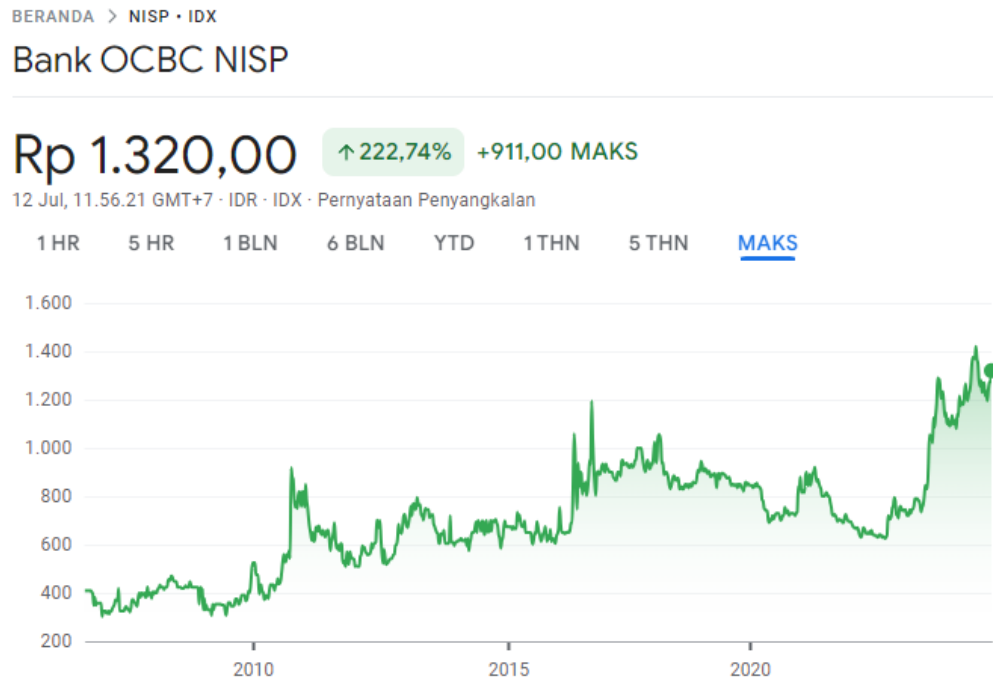 BERANDA > NISP • IDX
Bank OCBC NISP
Rp 1.320,00 ↑ 222,74% +911,00 MAKS
12 Jul, 11.56.21 GMT+7 · IDR · IDX · Pernyataan Penyangkalan
1 HR 5 HR 1 BLN 6 BLN YTD 1 THN 5 THN MAKS
1.600
1.400
1.200
1.000
800
600
400
200
2010 2015 2020